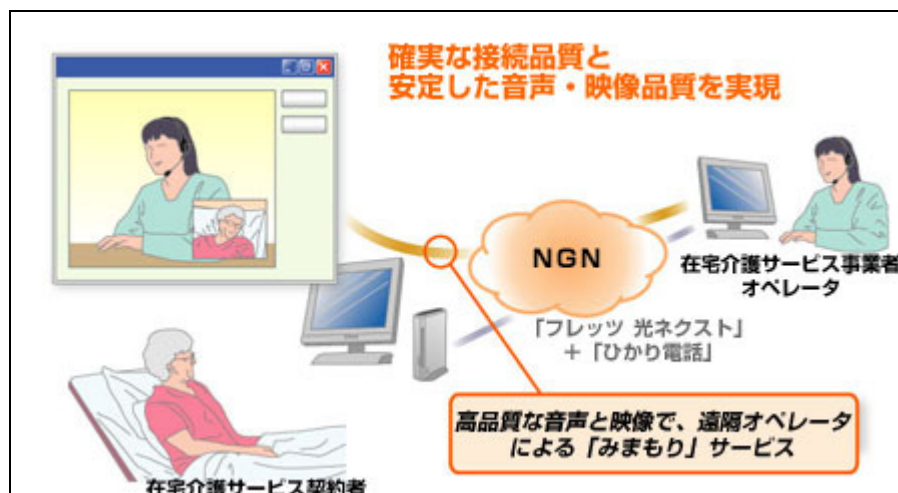 確実な接続品質と
安定した音声・映像品質を実現
NGN
在宅介護サービス事業者
オペレータ
「フレッツ 光ネクスト」
＋「ひかり電話」
高品質な音声と映像で、遠隔オペレータ
による「みまもり」サービス
在宅介護サービス契約者